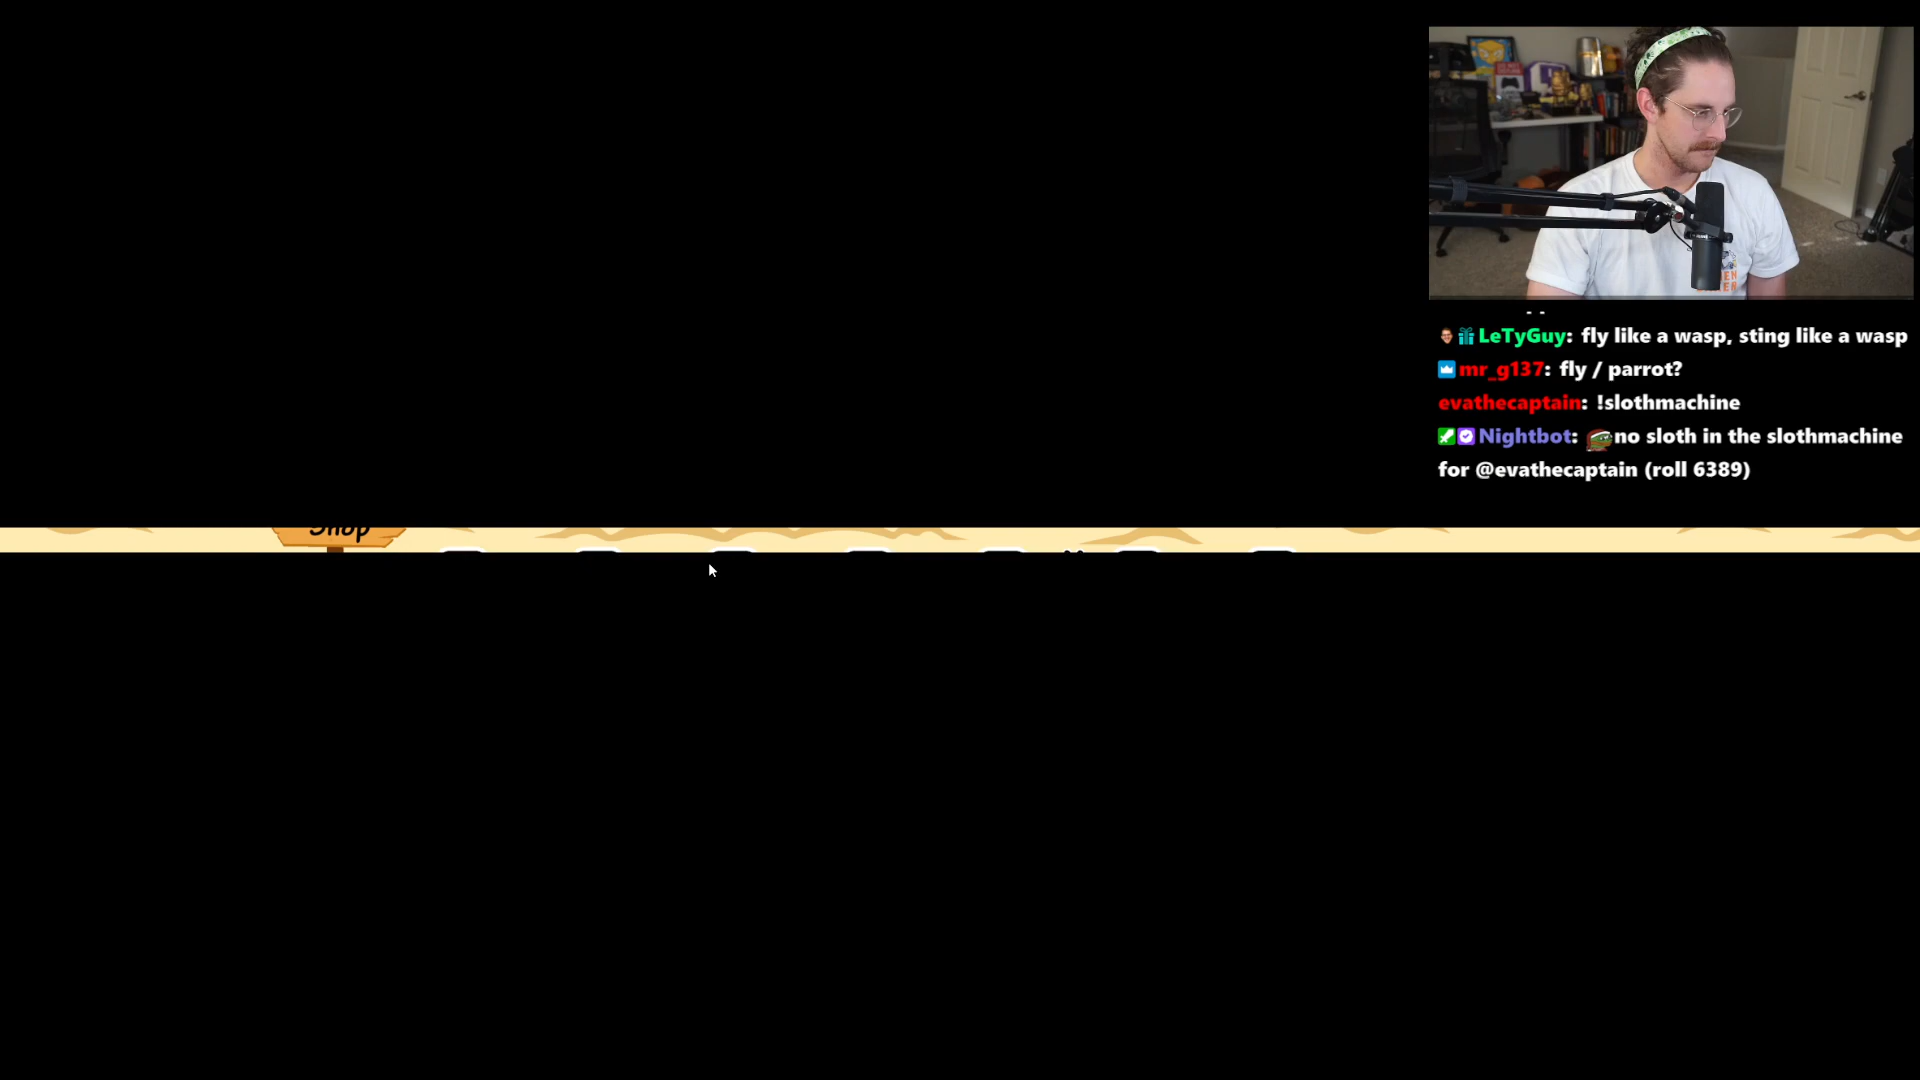 LeTyGuy: fly like a wasp, sting like a wasp
mr_g137: fly / parrot?
evathecaptain: !slothmachine
Nightbot: no sloth in the slothmachine
for @evathecaptain (roll 6389)
Shop